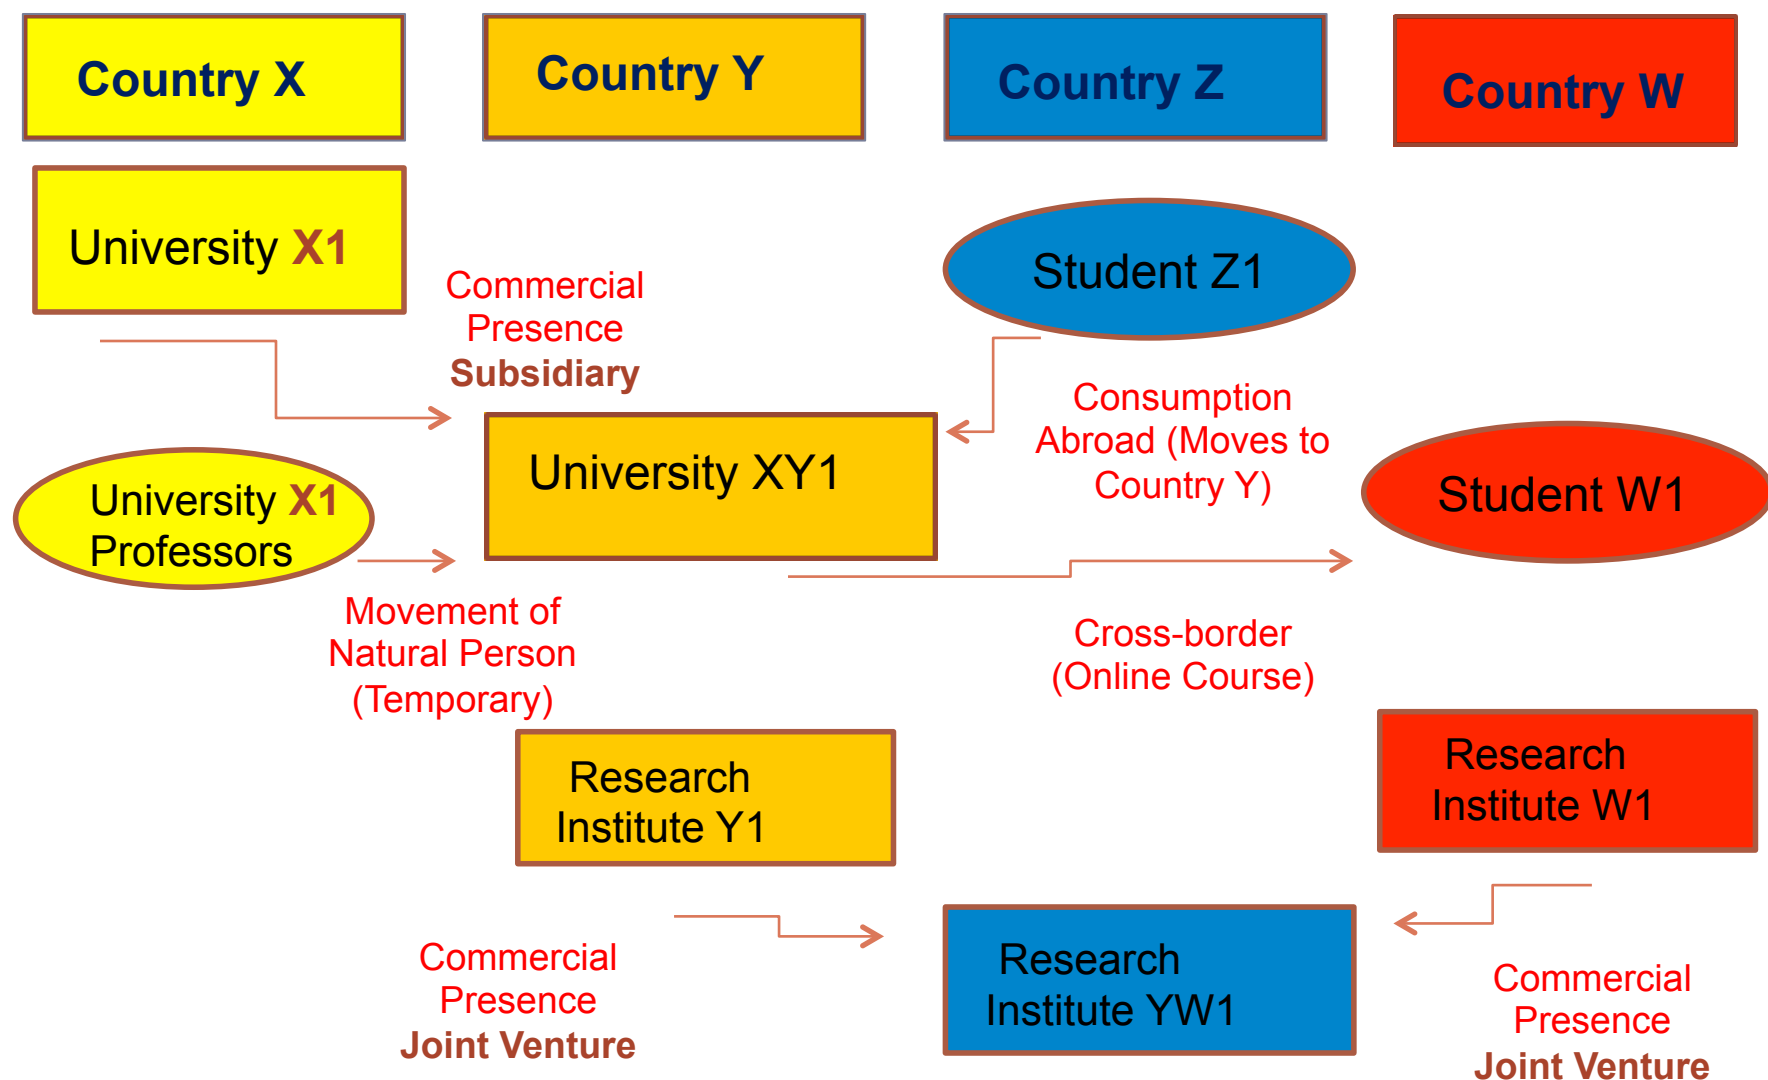 Country X
Country Y
Country Z
Country W
University X1
Commercial
Presence
Subsidiary
Student Z1
Consumption
Abroad (Moves to
Country Y)
University XY1
Student W1
University X1
Professors
Movement of
Natural Person
(Temporary)
Cross-border
(Online Course)
Research
Institute Y1
Research
Institute W1
Commercial
Presence
Joint Venture
Research
Institute YW1
Commercial
Presence
Joint Venture